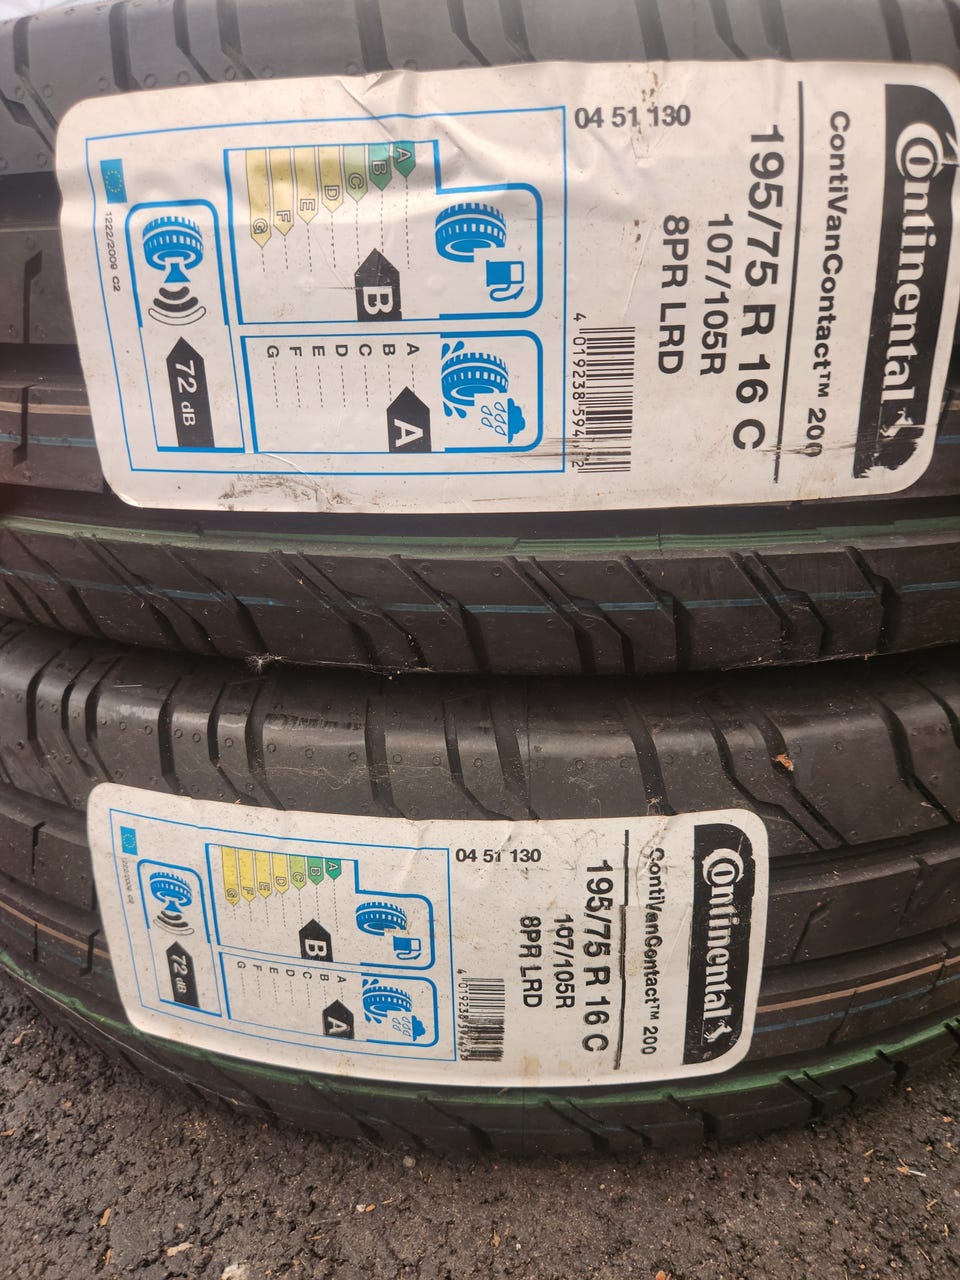 Continental
ContiVanContact™ 200
195/75 R 16 C
107/105R
8PR LRD
04 51 130
A
B
C
D
E
F
G
B
A
B
C
D
E
F
G
A
72 dB
1222/2009 C2
Continental
ContiVanContact™ 200
195/75 R 16 C
107/105R
8PR LRD
04 51 130
A
B
C
D
E
F
G
B
A
B
C
D
E
F
G
A
72 dB